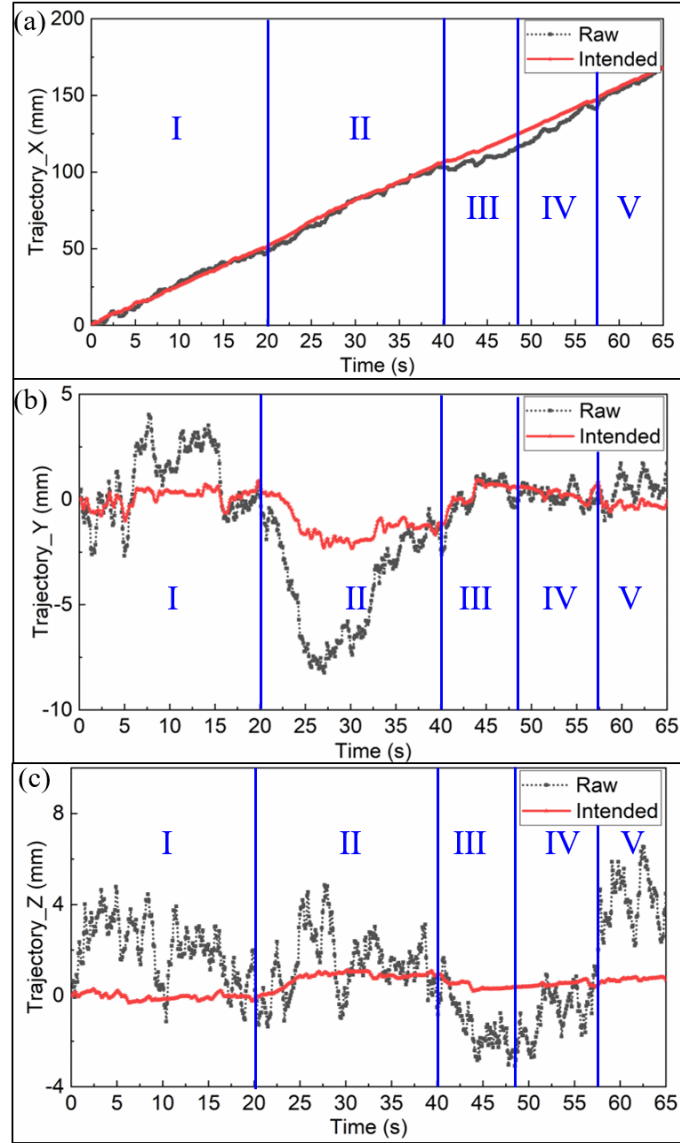 (a)
200
150
100
50
0
Trajectory_X (mm)
Raw
Intended
I
II
III
IV
V
0 5 10 15 20 25 30 35 40 45 50 55 60 65
Time (s)
(b)
5
0
-5
-10
Trajectory_Y (mm)
Raw
Intended
I
II
III
IV
V
0 5 10 15 20 25 30 35 40 45 50 55 60 65
Time (s)
(c)
8
4
0
-4
Trajectory_Z (mm)
Raw
Intended
I
II
III
IV
V
0 5 10 15 20 25 30 35 40 45 50 55 60 65
Time (s)